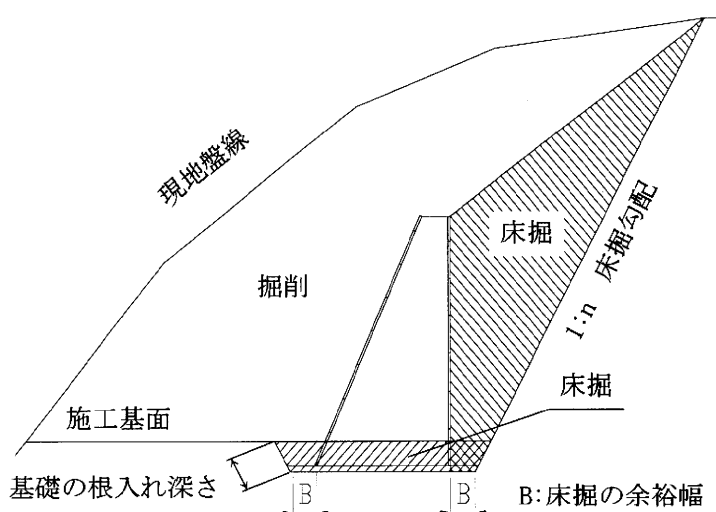 現地盤線
床掘
床掘勾配
1:n
掘削
床掘
施工基面
基礎の根入れ深さ
B
B
B:床掘の余裕幅